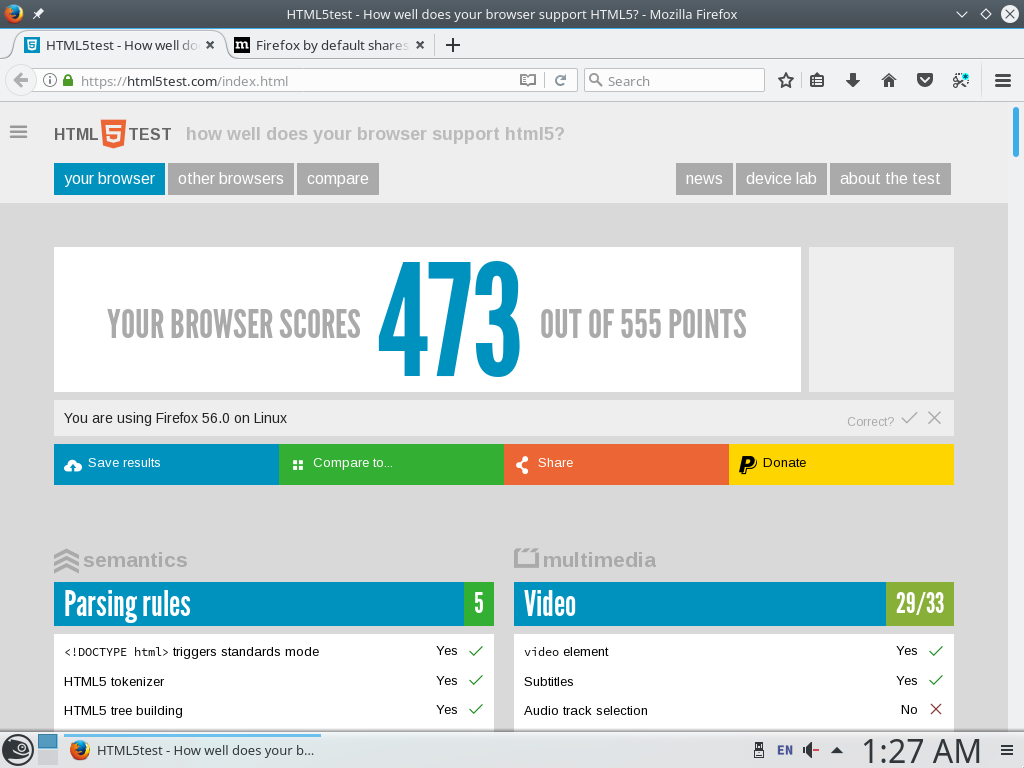 HTML5test - How well does your browser support HTML5? - Mozilla Firefox
HTML5test - How well do
Firefox by default shares
https://html5test.com/index.html
Search
HTML 5 TEST how well does your browser support html5?
your browser other browsers compare news device lab about the test
YOUR BROWSER SCORES 473 OUT OF 555 POINTS
You are using Firefox 56.0 on Linux
Correct?
Save results Compare to... Share Donate
semantics
Parsing rules 5
<!DOCTYPE html> triggers standards mode Yes
HTML5 tokenizer Yes
HTML5 tree building Yes
multimedia
Video 29/33
video element Yes
Subtitles Yes
Audio track selection No
HTML5test - How well does your b...
EN
1:27 AM